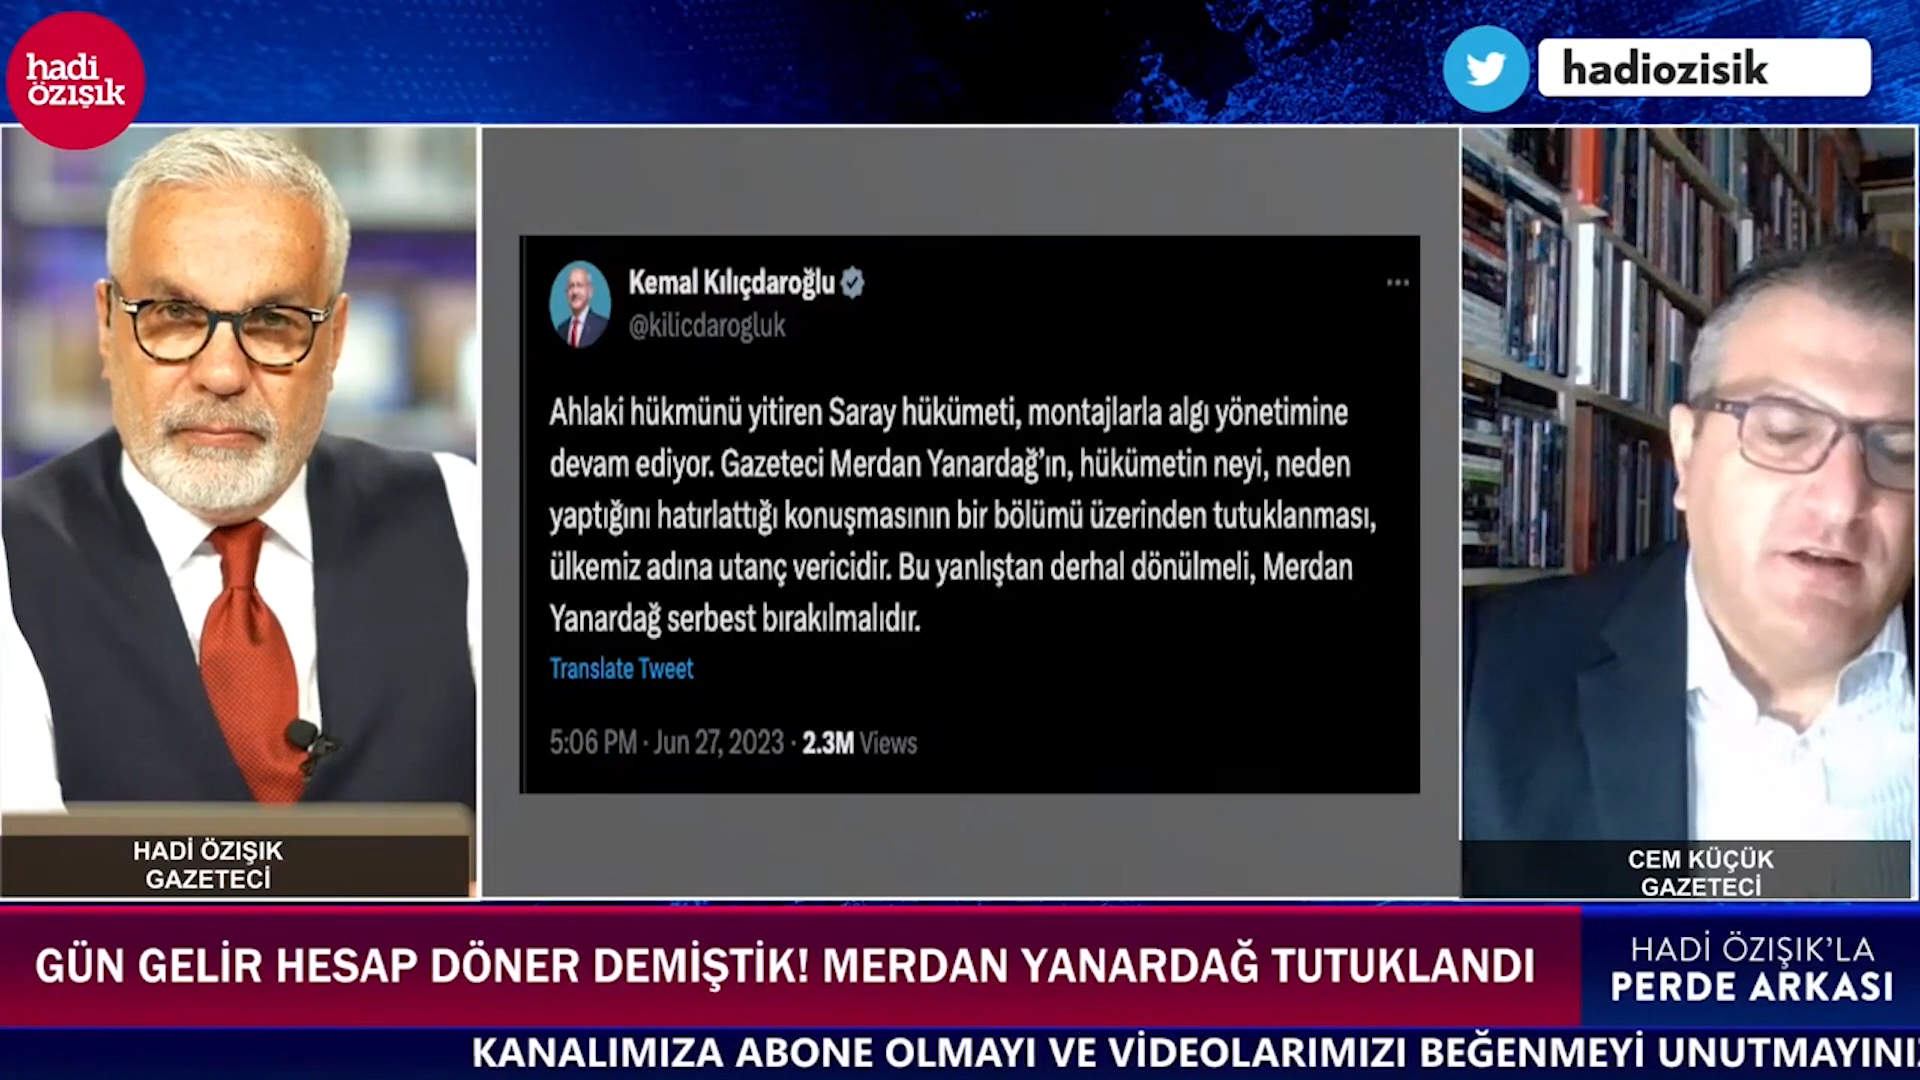 hadi
özışık
hadiozisik
Kemal Kılıçdaroğlu
@kilicdarogluk
Ahlaki hükmünü yitiren Saray hükümeti, montajlarla algı yönetimine
devam ediyor. Gazeteci Merdan Yanardağ’ın, hükümetin neyi, neden
yaptığını hatırlattığı konuşmasının bir bölümü üzerinden tutuklanması,
ülkemiz adına utanç vericidir. Bu yanlıştan derhal dönülmeli, Merdan
Yanardağ serbest bırakılmalıdır.
Translate Tweet
5:06 PM · Jun 27, 2023 · 2.3M Views
HADİ ÖZIŞIK
GAZETECİ
CEM KÜÇÜK
GAZETECİ
GÜN GELİR HESAP DÖNER DEMİŞTİK! MERDAN YANARDAĞ TUTUKLANDI
HADİ ÖZIŞIK’LA
PERDE ARKASI
KANALIMIZA ABONE OLMAYI VE VİDEOLARIMIZI BEĞENMEYİ